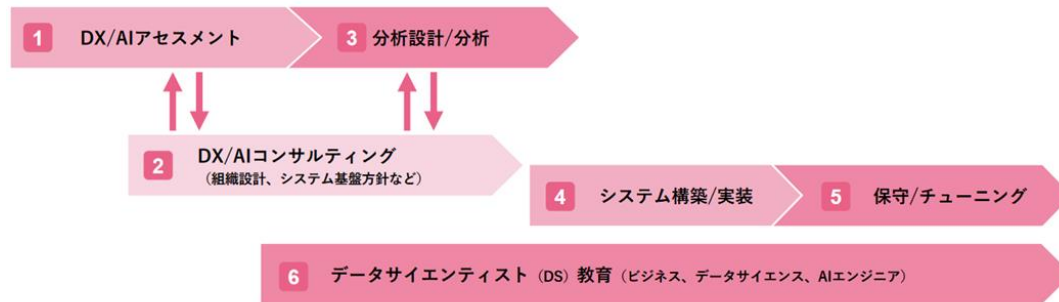 1 DX/AIアセスメント
3 分析設計/分析
2 DX/AIコンサルティング
（組織設計、システム基盤方針など）
4 システム構築/実装
5 保守/チューニング
6 データサイエンティスト（DS）教育（ビジネス、データサイエンス、AIエンジニア）